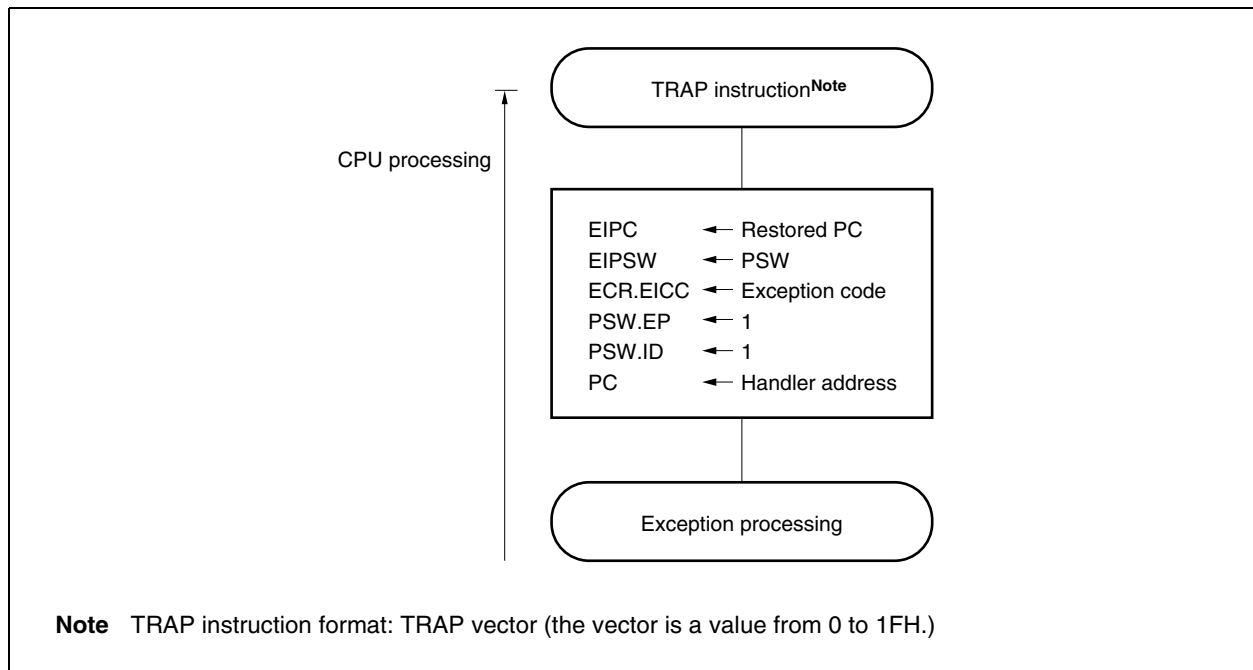 TRAP instructionNote
CPU processing
EIPC ← Restored PC
EIPSW ← PSW
ECR.EICC ← Exception code
PSW.EP ← 1
PSW.ID ← 1
PC ← Handler address
Exception processing
Note TRAP instruction format: TRAP vector (the vector is a value from 0 to 1FH.)